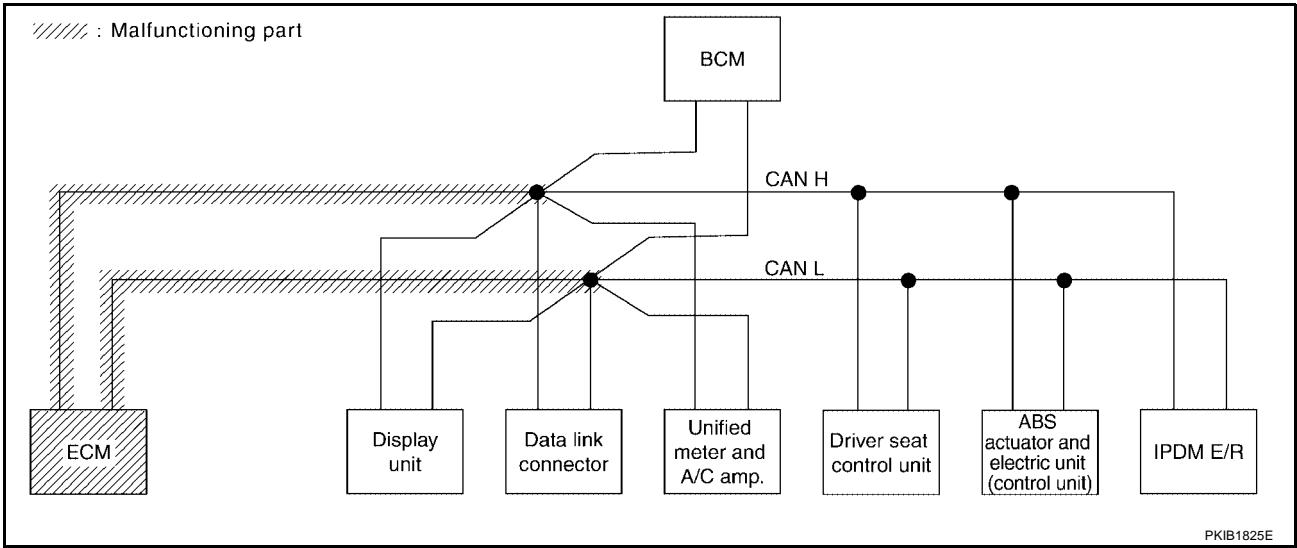 : Malfunctioning part
BCM
CAN H
CAN L
ECM
Display
unit
Data link
connector
Unified
meter and
A/C amp.
Driver seat
control unit
ABS
actuator and
electric unit
(control unit)
IPDM E/R
PKIB1825E